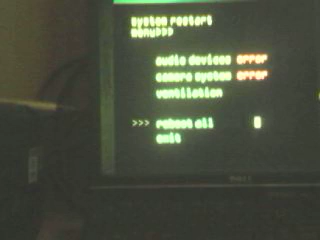 system restart
menu>>>
audio devices error
camera system error
ventilation
>>> reboot all
exit